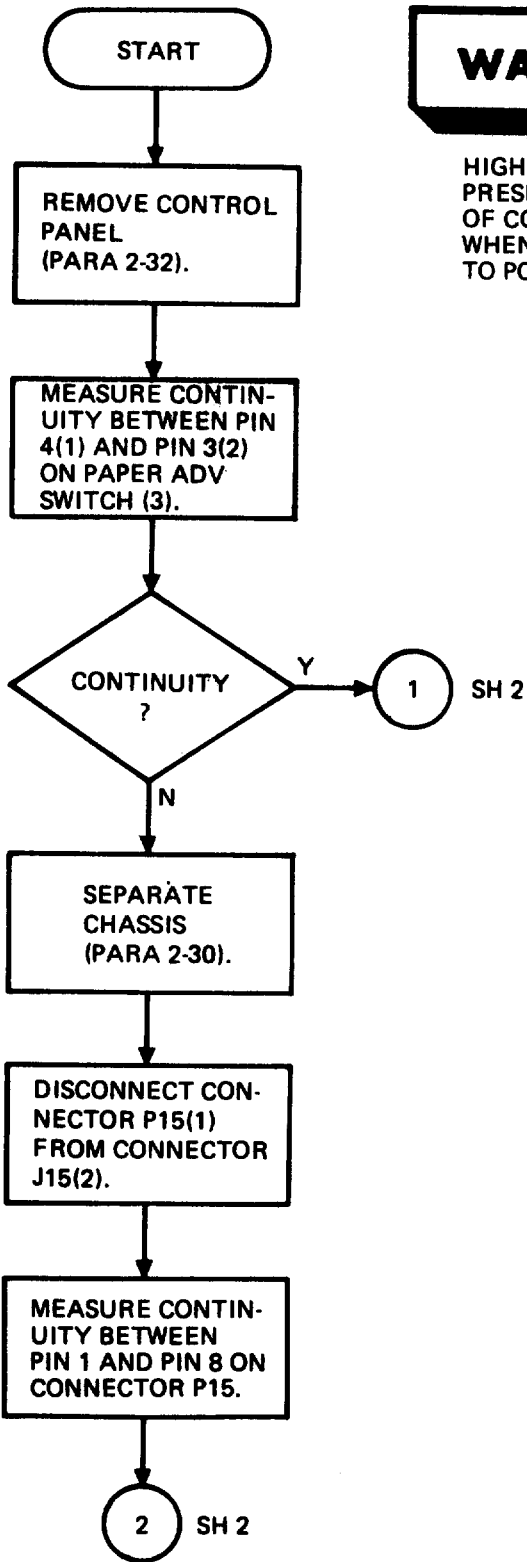 START
WA
HIGH
PRESE
OF CO
WHEN
TO PO
REMOVE CONTROL
PANEL
(PARA 2-32).
MEASURE CONTIN-
UITY BETWEEN PIN
4(1) AND PIN 3(2)
ON PAPER ADV
SWITCH (3).
CONTINUITY
?
Y
1
SH 2
N
SEPARATE
CHASSIS
(PARA 2-30).
DISCONNECT CON-
NECTOR P15(1)
FROM CONNECTOR
J15(2).
MEASURE CONTIN-
UITY BETWEEN
PIN 1 AND PIN 8 ON
CONNECTOR P15.
2
SH 2